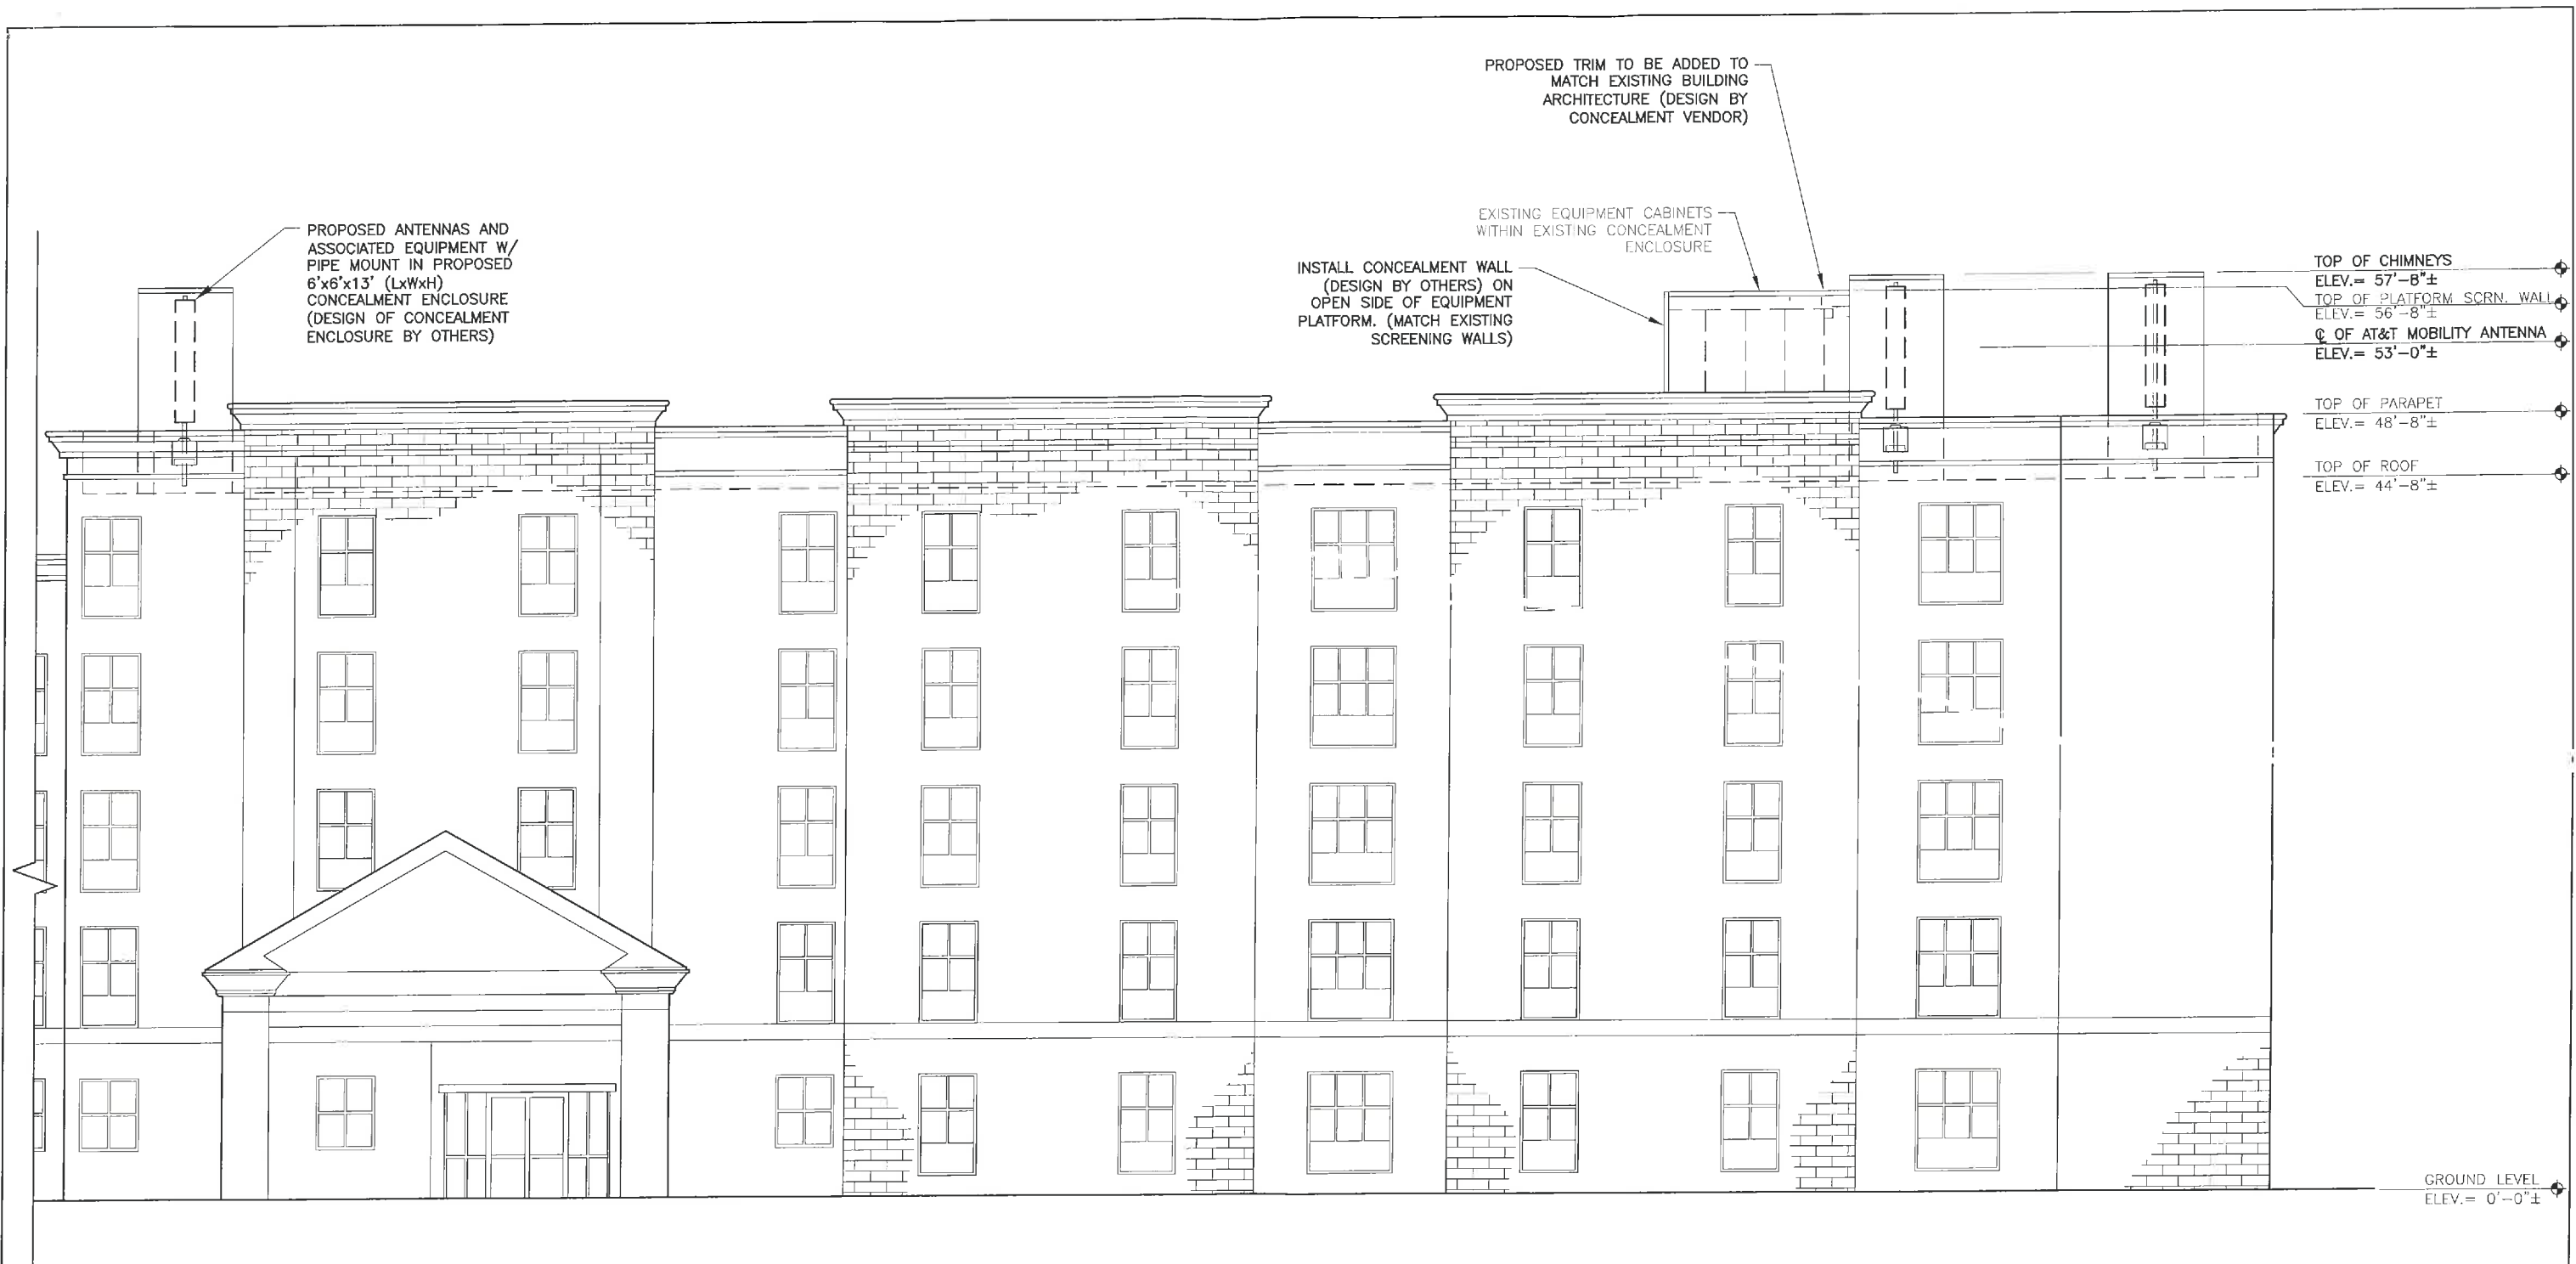 PROPOSED TRIM TO BE ADDED TO
MATCH EXISTING BUILDING
ARCHITECTURE (DESIGN BY
CONCEALMENT VENDOR)
PROPOSED ANTENNAS AND
ASSOCIATED EQUIPMENT W/
PIPE MOUNT IN PROPOSED
6'x6'x13' (LxWxH)
CONCEALMENT ENCLOSURE
(DESIGN OF CONCEALMENT
ENCLOSURE BY OTHERS)
EXISTING EQUIPMENT CABINETS
WITHIN EXISTING CONCEALMENT
ENCLOSURE
INSTALL CONCEALMENT WALL
(DESIGN BY OTHERS) ON
OPEN SIDE OF EQUIPMENT
PLATFORM. (MATCH EXISTING
SCREENING WALLS)
TOP OF CHIMNEYS
ELEV.= 57'-8"±
TOP OF PLATFORM SCRN. WALL
ELEV.= 56'-8"±
℄ OF AT&T MOBILITY ANTENNA
ELEV.= 53'-0"±
TOP OF PARAPET
ELEV.= 48'-8"±
TOP OF ROOF
ELEV.= 44'-8"±
GROUND LEVEL
ELEV.= 0'-0"±